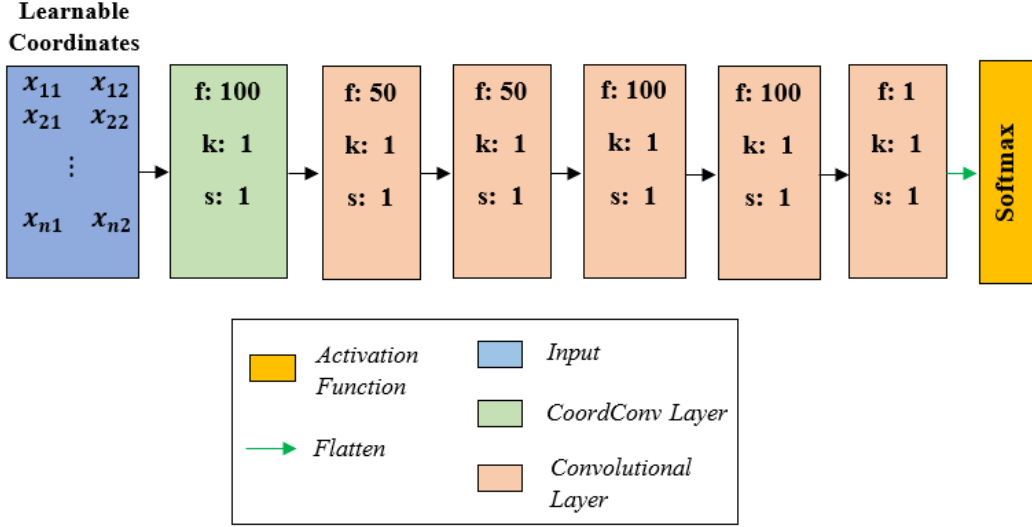 Learnable
Coordinates
x₁₁ x₁₂
x₂₁ x₂₂
⋮
xₙ₁ xₙ₂
f: 100
k: 1
s: 1
f: 50
k: 1
s: 1
f: 50
k: 1
s: 1
f: 100
k: 1
s: 1
f: 100
k: 1
s: 1
f: 1
k: 1
s: 1
Softmax
Activation
Function
Flatten
Input
CoordConv Layer
Convolutional
Layer